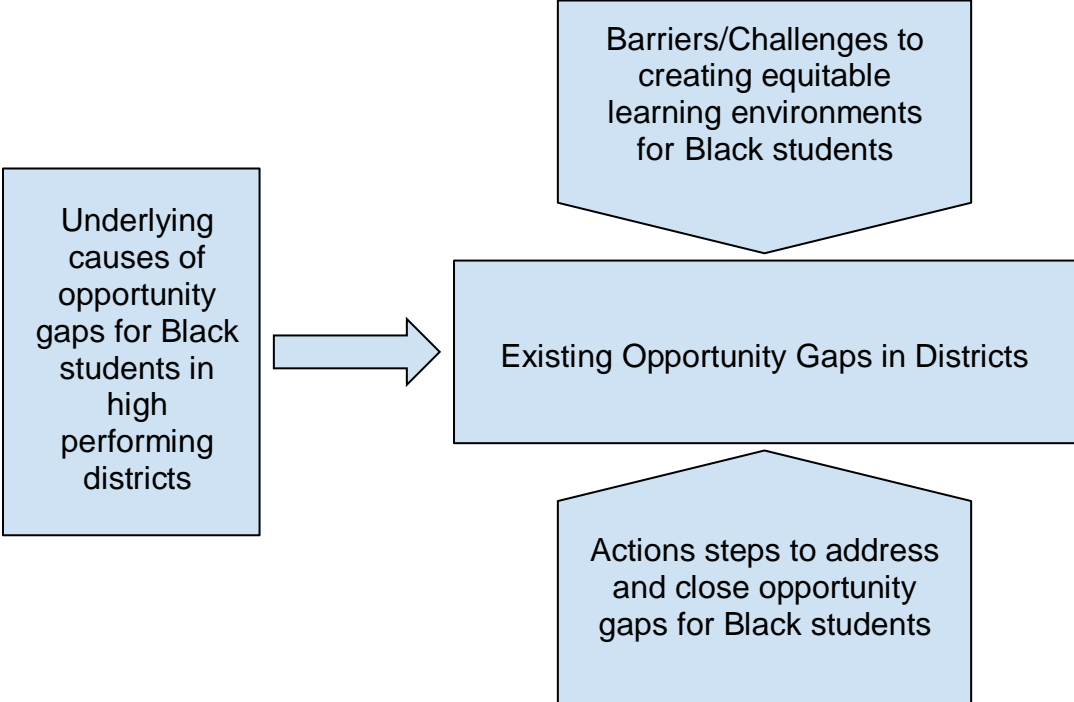 Barriers/Challenges to
creating equitable
learning environments
for Black students
Underlying
causes of
opportunity
gaps for Black
students in
high
performing
districts
Existing Opportunity Gaps in Districts
Actions steps to address
and close opportunity
gaps for Black students